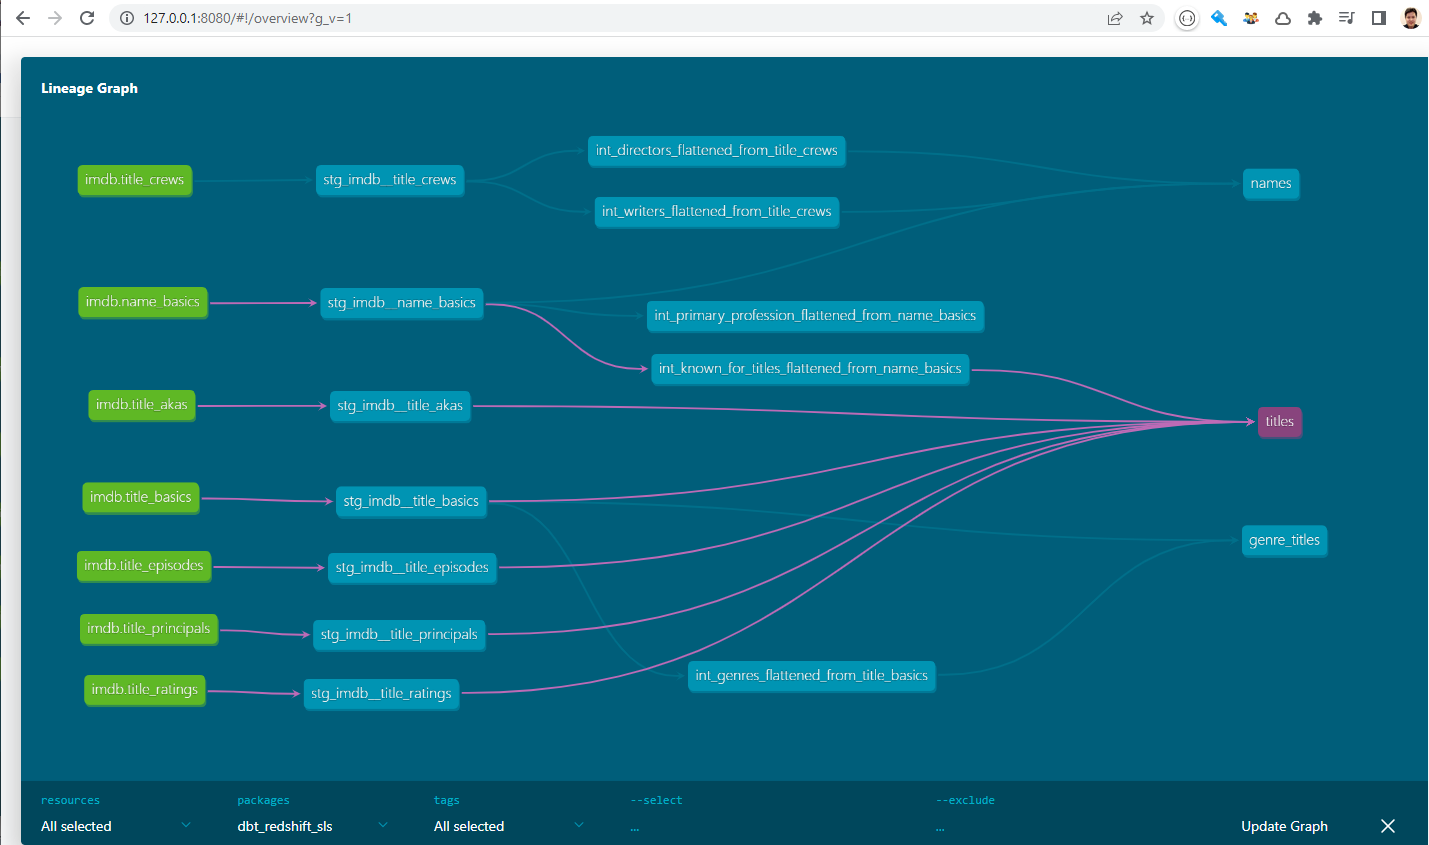 127.0.0.1:8080/#!/overview?g_v=1
Lineage Graph
imdb.title_crews
stg_imdb__title_crews
int_directors_flattened_from_title_crews
int_writers_flattened_from_title_crews
names
imdb.name_basics
stg_imdb__name_basics
int_primary_profession_flattened_from_name_basics
int_known_for_titles_flattened_from_name_basics
imdb.title_akas
stg_imdb__title_akas
titles
imdb.title_basics
stg_imdb__title_basics
genre_titles
imdb.title_episodes
stg_imdb__title_episodes
imdb.title_principals
stg_imdb__title_principals
int_genres_flattened_from_title_basics
imdb.title_ratings
stg_imdb__title_ratings
resources
packages
tags
--select
--exclude
All selected
dbt_redshift_sls
All selected
...
...
Update Graph